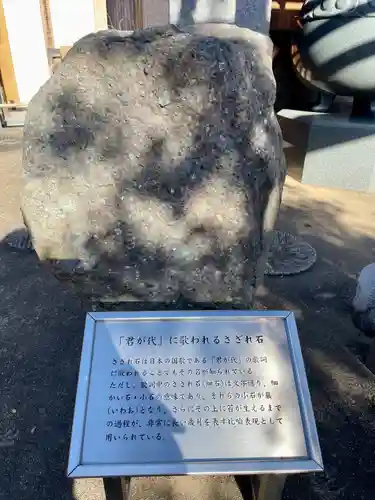 「君が代」に歌われるさざれ石
さざれ石は日本の国歌である「君が代」の歌詞
に歌われることでもその名が知られている。
ただし、歌詞中のさざれ石(細石)は文字通り、細
かい石・小石の意味であり、それらの小石が巌
(いわお)となり、さらにその上に苔が生えるまで
の過程が、非常に長い歳月を表す比喩表現として
用いられている。